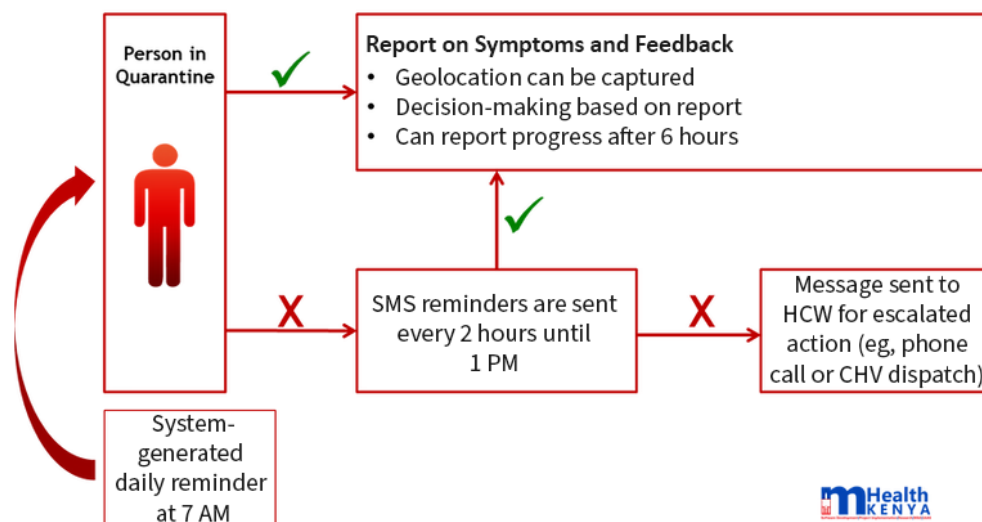 Person in
Quarantine
Report on Symptoms and Feedback
• Geolocation can be captured
• Decision-making based on report
• Can report progress after 6 hours
X
SMS reminders are sent
every 2 hours until
1 PM
X
Message sent to
HCW for escalated
action (eg, phone
call or CHV dispatch)
System-
generated
daily reminder
at 7 AM
mHealth
KENYA